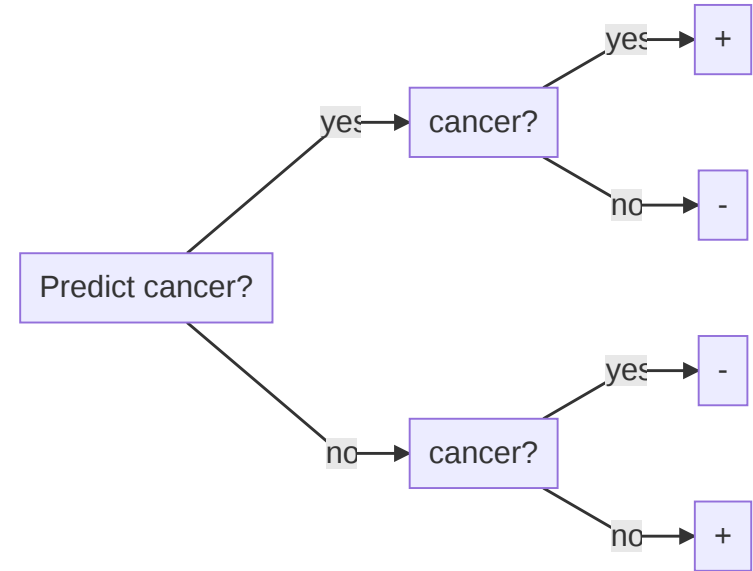 yes
+
yes
cancer?
no
-
Predict cancer?
yes
-
no
cancer?
no
+